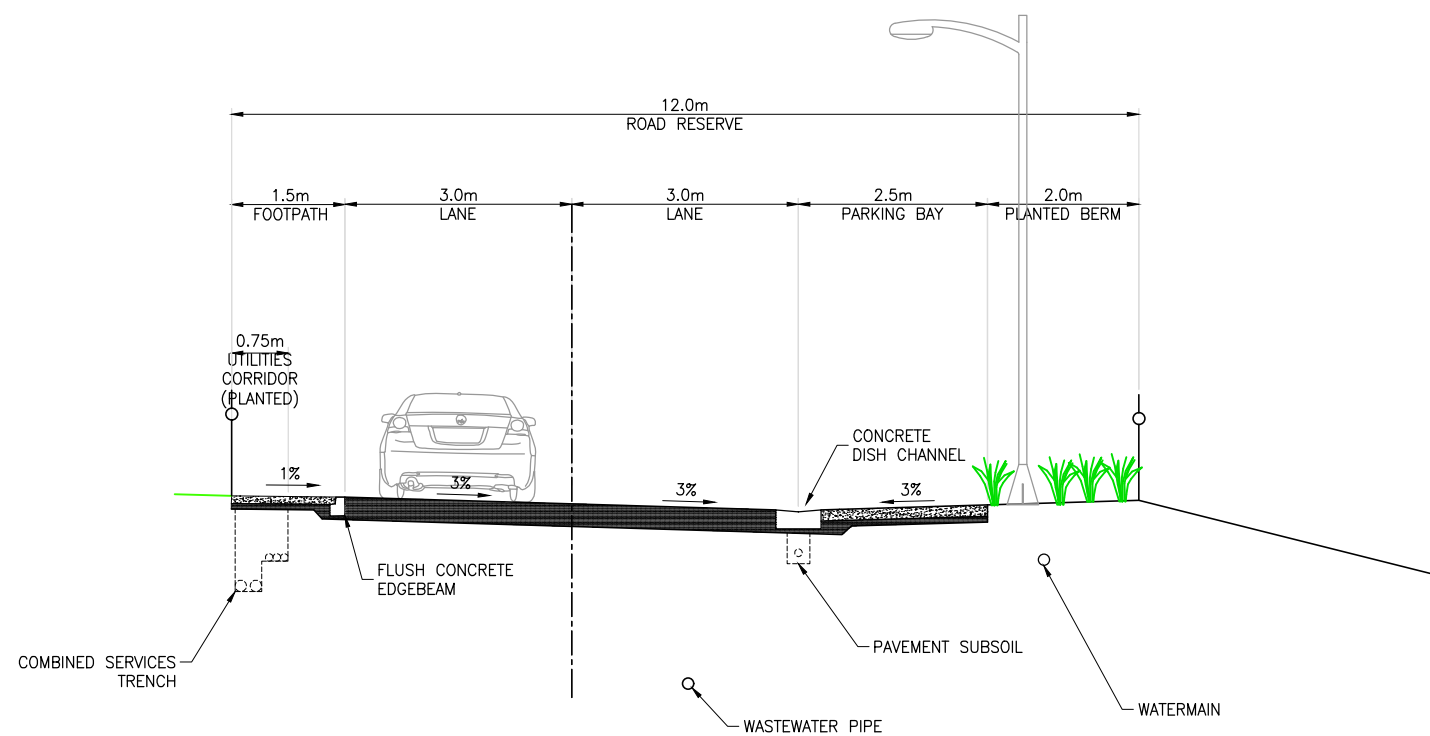 12.0m
ROAD RESERVE
1.5m
FOOTPATH
3.0m
LANE
3.0m
LANE
2.5m
PARKING BAY
2.0m
PLANTED BERM
0.75m
UTILITIES
CORRIDOR
(PLANTED)
1%
3%
3%
3%
CONCRETE
DISH CHANNEL
FLUSH CONCRETE
EDGEBEAM
COMBINED SERVICES
TRENCH
PAVEMENT SUBSOIL
WASTEWATER PIPE
WATERMAIN